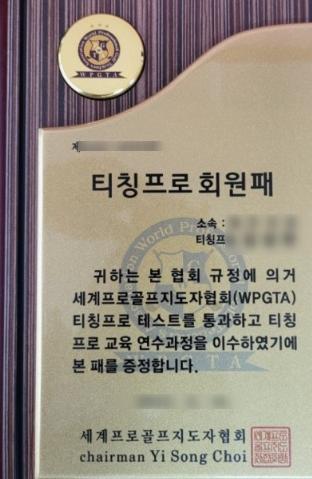 WPGTA
제
티칭프로 회원패
소속 :
티칭프
귀하는 본 협회 규정에 의거
세계프로골프지도자협회(WPGTA)
티칭프로 테스트를 통과하고 티칭
프로 교육 연수과정을 이수하였기에
본 패를 증정합니다.
세계프로골프지도자협회
chairman Yi Song Choi